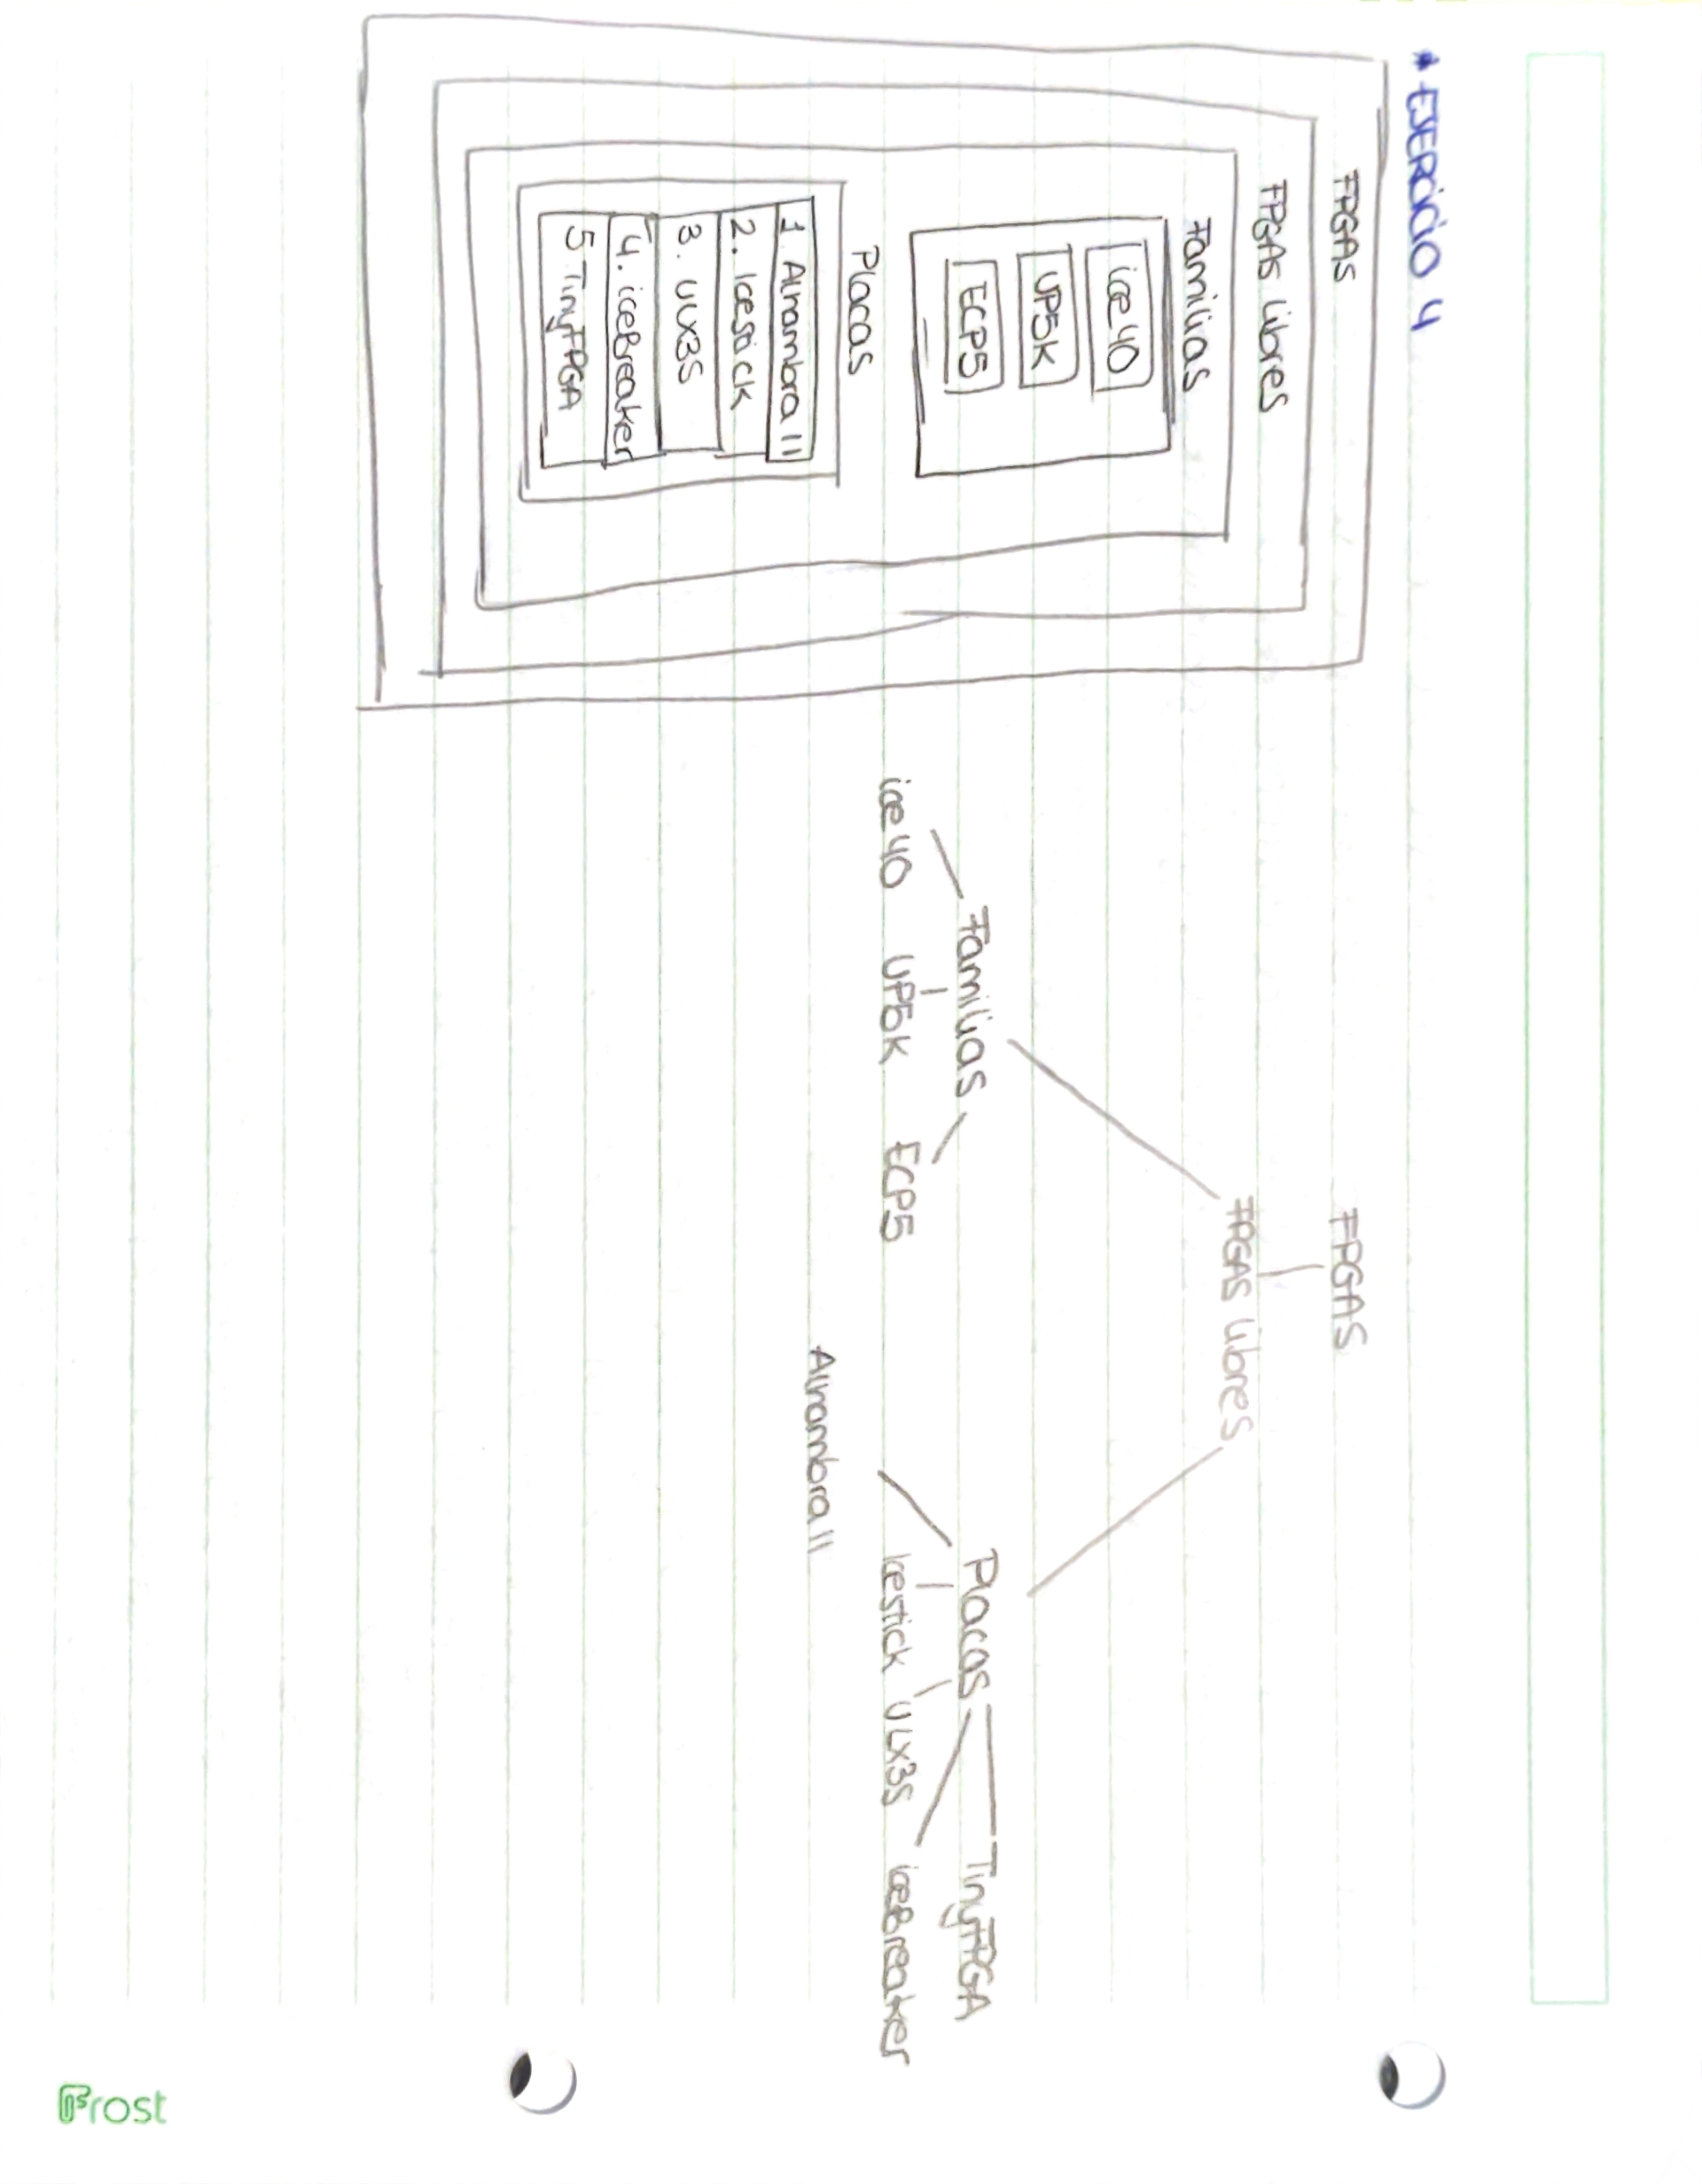 * EJERCICIO 4
FPGAS
FPGAS Libres
Familias
ice40
UP5K
ECP5
Placas
1. Alhambra II
2. Icestick
3. ULX3S
4. iceBreaker
5. TinyFPGA
FPGAS
FPGAS Libres
Familias
ice40 UP5K ECP5
Placas
TinyFPGA
Icestick ULX3S iceBreaker
Alhambra II
Frost